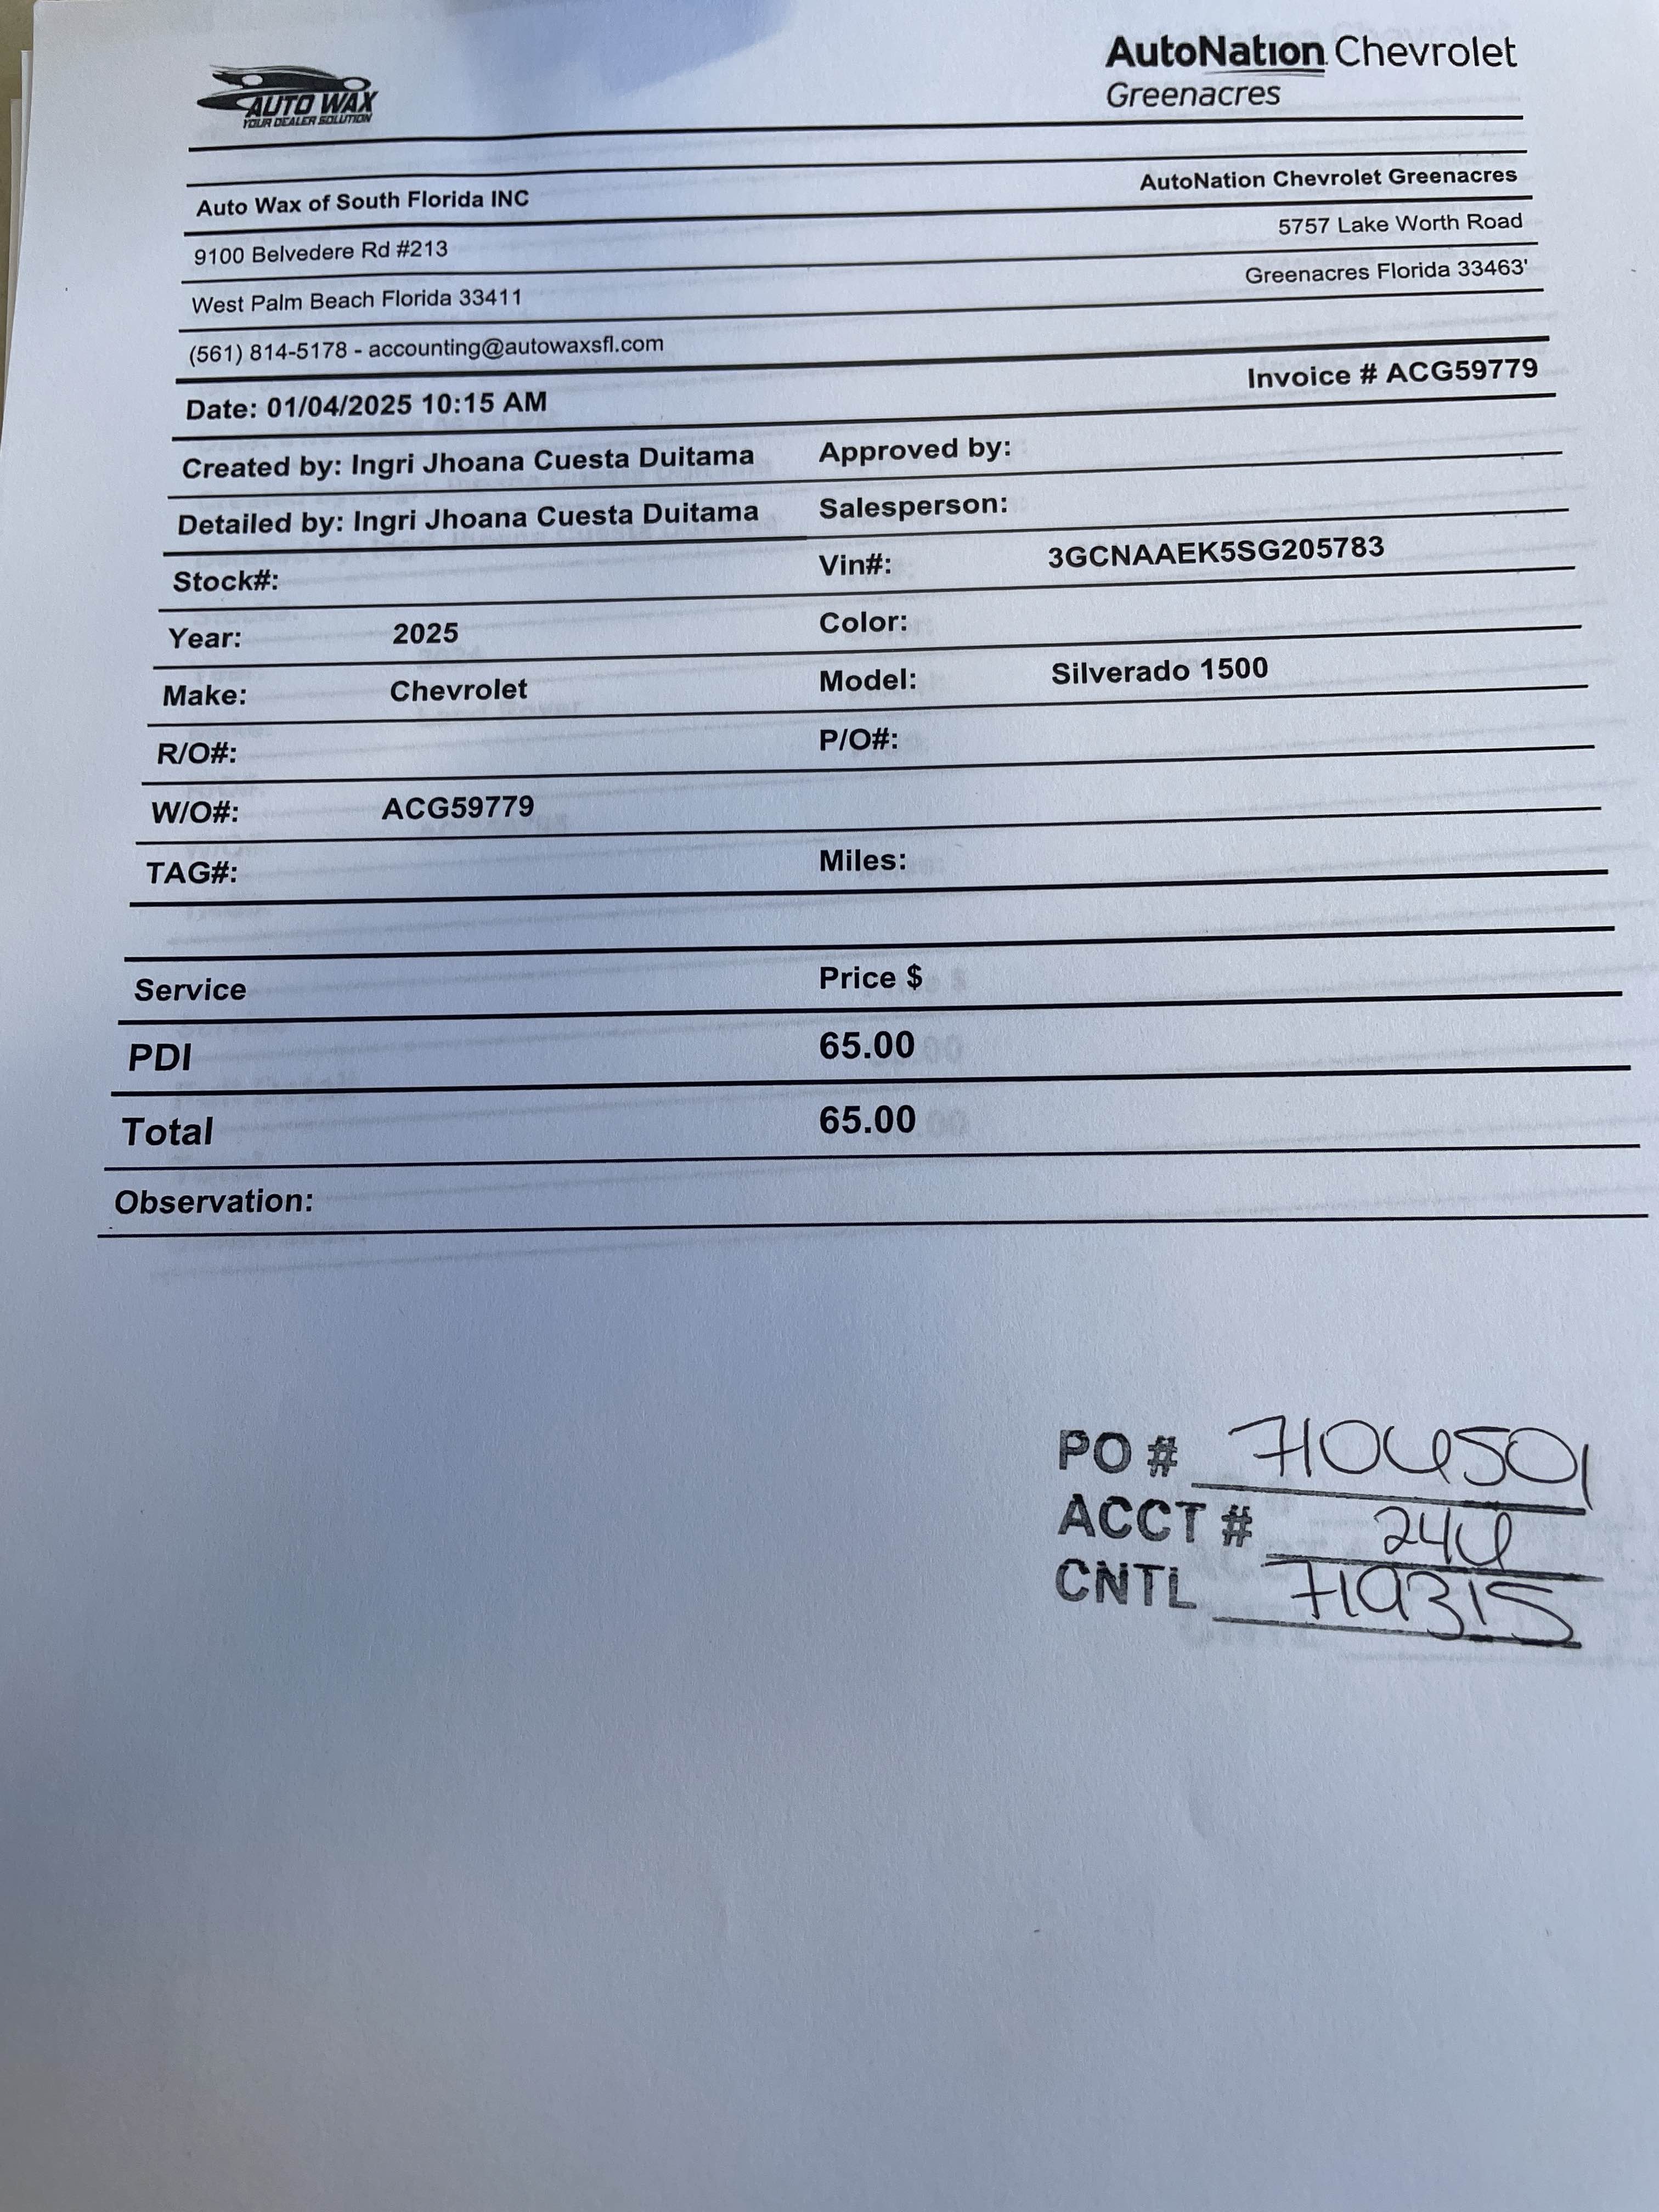 AUTO WAX
YOUR DEALER SOLUTION
AutoNation Chevrolet
Greenacres
Auto Wax of South Florida INC
AutoNation Chevrolet Greenacres
9100 Belvedere Rd #213
5757 Lake Worth Road
West Palm Beach Florida 33411
Greenacres Florida 33463'
(561) 814-5178 - accounting@autowaxsfl.com
Date: 01/04/2025 10:15 AM
Invoice # ACG59779
Created by: Ingri Jhoana Cuesta Duitama Approved by:
Detailed by: Ingri Jhoana Cuesta Duitama Salesperson:
Stock#: Vin#: 3GCNAAEK5SG205783
Year: 2025 Color:
Make: Chevrolet Model: Silverado 1500
R/O#: P/O#:
W/O#: ACG59779
TAG#: Miles:
Service Price $
PDI 65.00
Total 65.00
Observation:
PO #
ACCT # 246
CNTL 719315